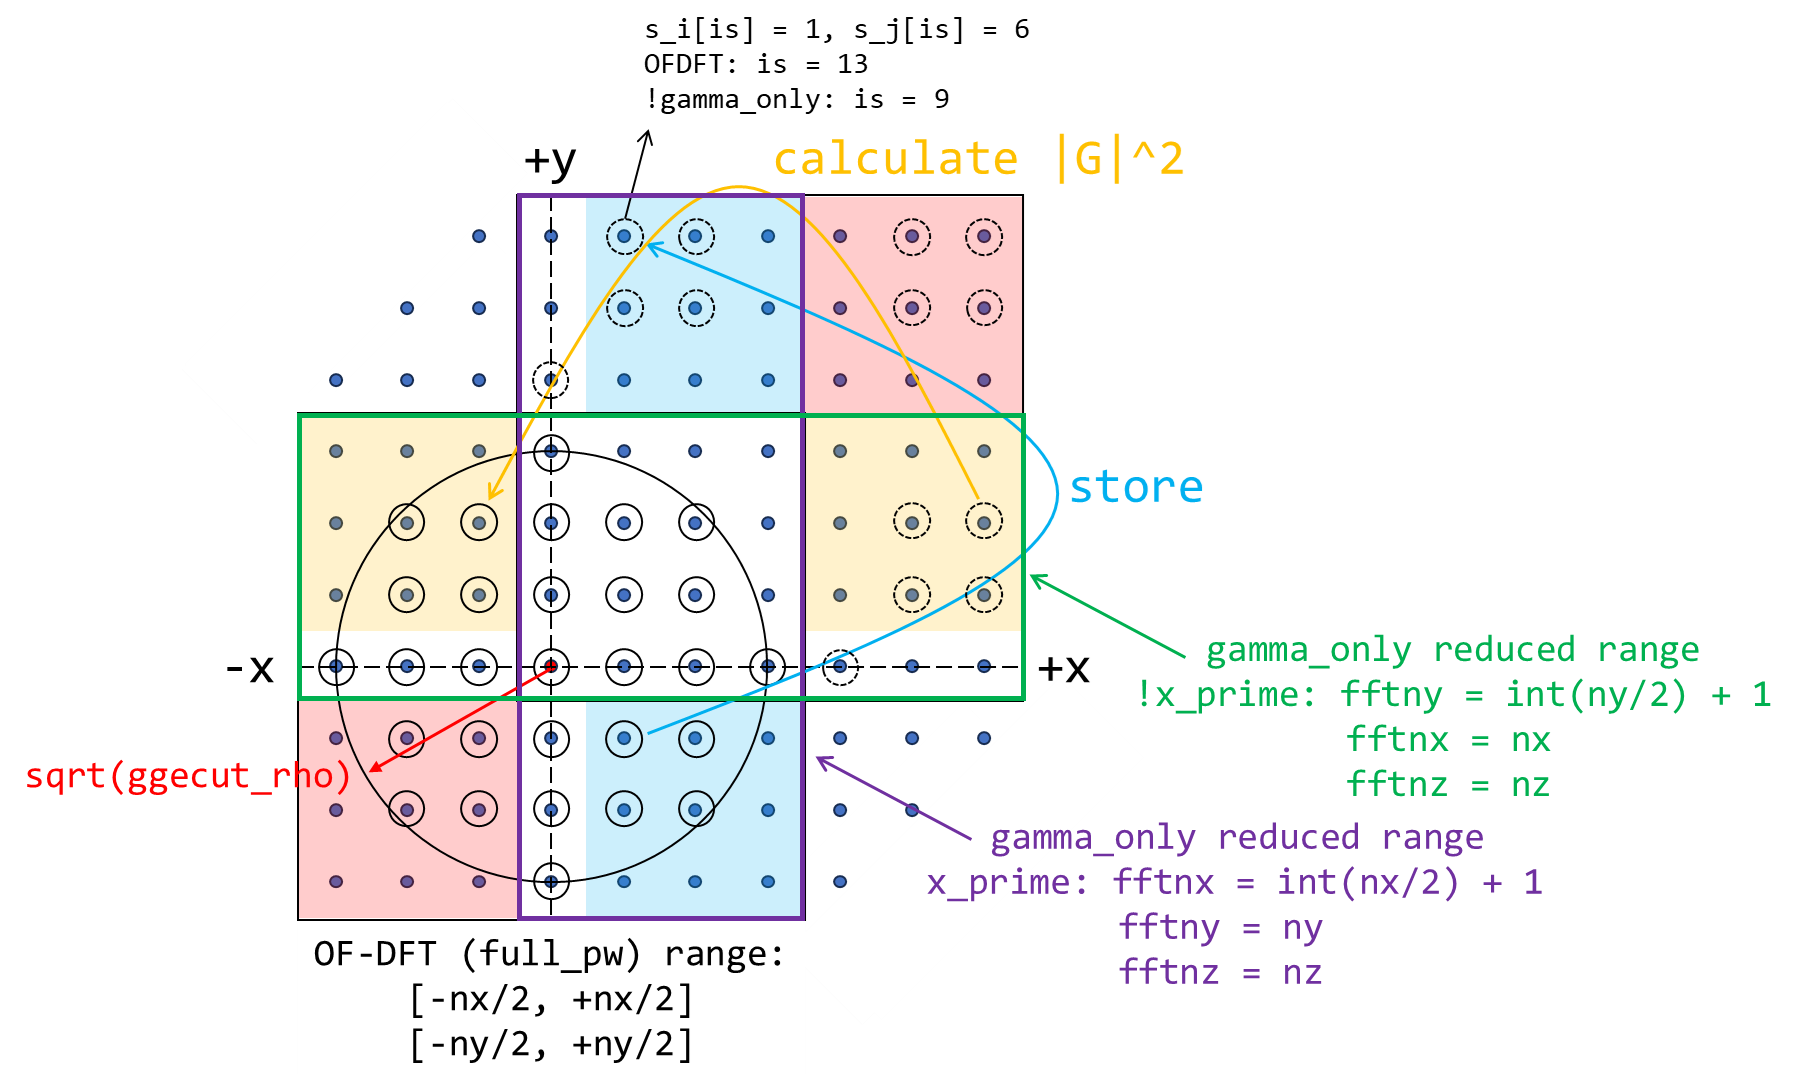 s_i[is] = 1, s_j[is] = 6
OFDFT: is = 13
!gamma_only: is = 9
+y
calculate |G|^2
store
-x
+x
gamma_only reduced range
!x_prime: fftny = int(ny/2) + 1
fftnx = nx
fftnz = nz
sqrt(ggecut_rho)
gamma_only reduced range
x_prime: fftnx = int(nx/2) + 1
fftny = ny
fftnz = nz
OF-DFT (full_pw) range:
[-nx/2, +nx/2]
[-ny/2, +ny/2]